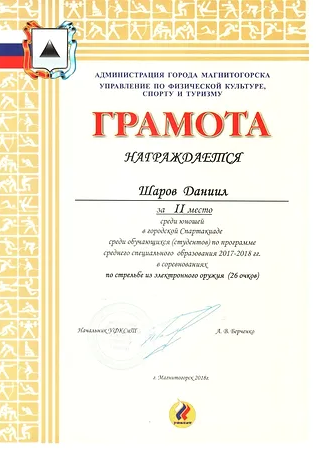 АДМИНИСТРАЦИЯ ГОРОДА МАГНИТОГОРСКА
УПРАВЛЕНИЕ ПО ФИЗИЧЕСКОЙ КУЛЬТУРЕ,
СПОРТУ И ТУРИЗМУ
ГРАМОТА
НАГРАЖДАЕТСЯ
Шаров Даниил
за II место
среди юношей
в городской Спартакиаде
среди обучающихся (студентов) по программе
среднего специального образования 2017-2018 гг.
в соревнованиях
по стрельбе из электронного оружия (26 очков)
Начальник УФКСиТ
А. В. Берченко
г. Магнитогорск 2018г.